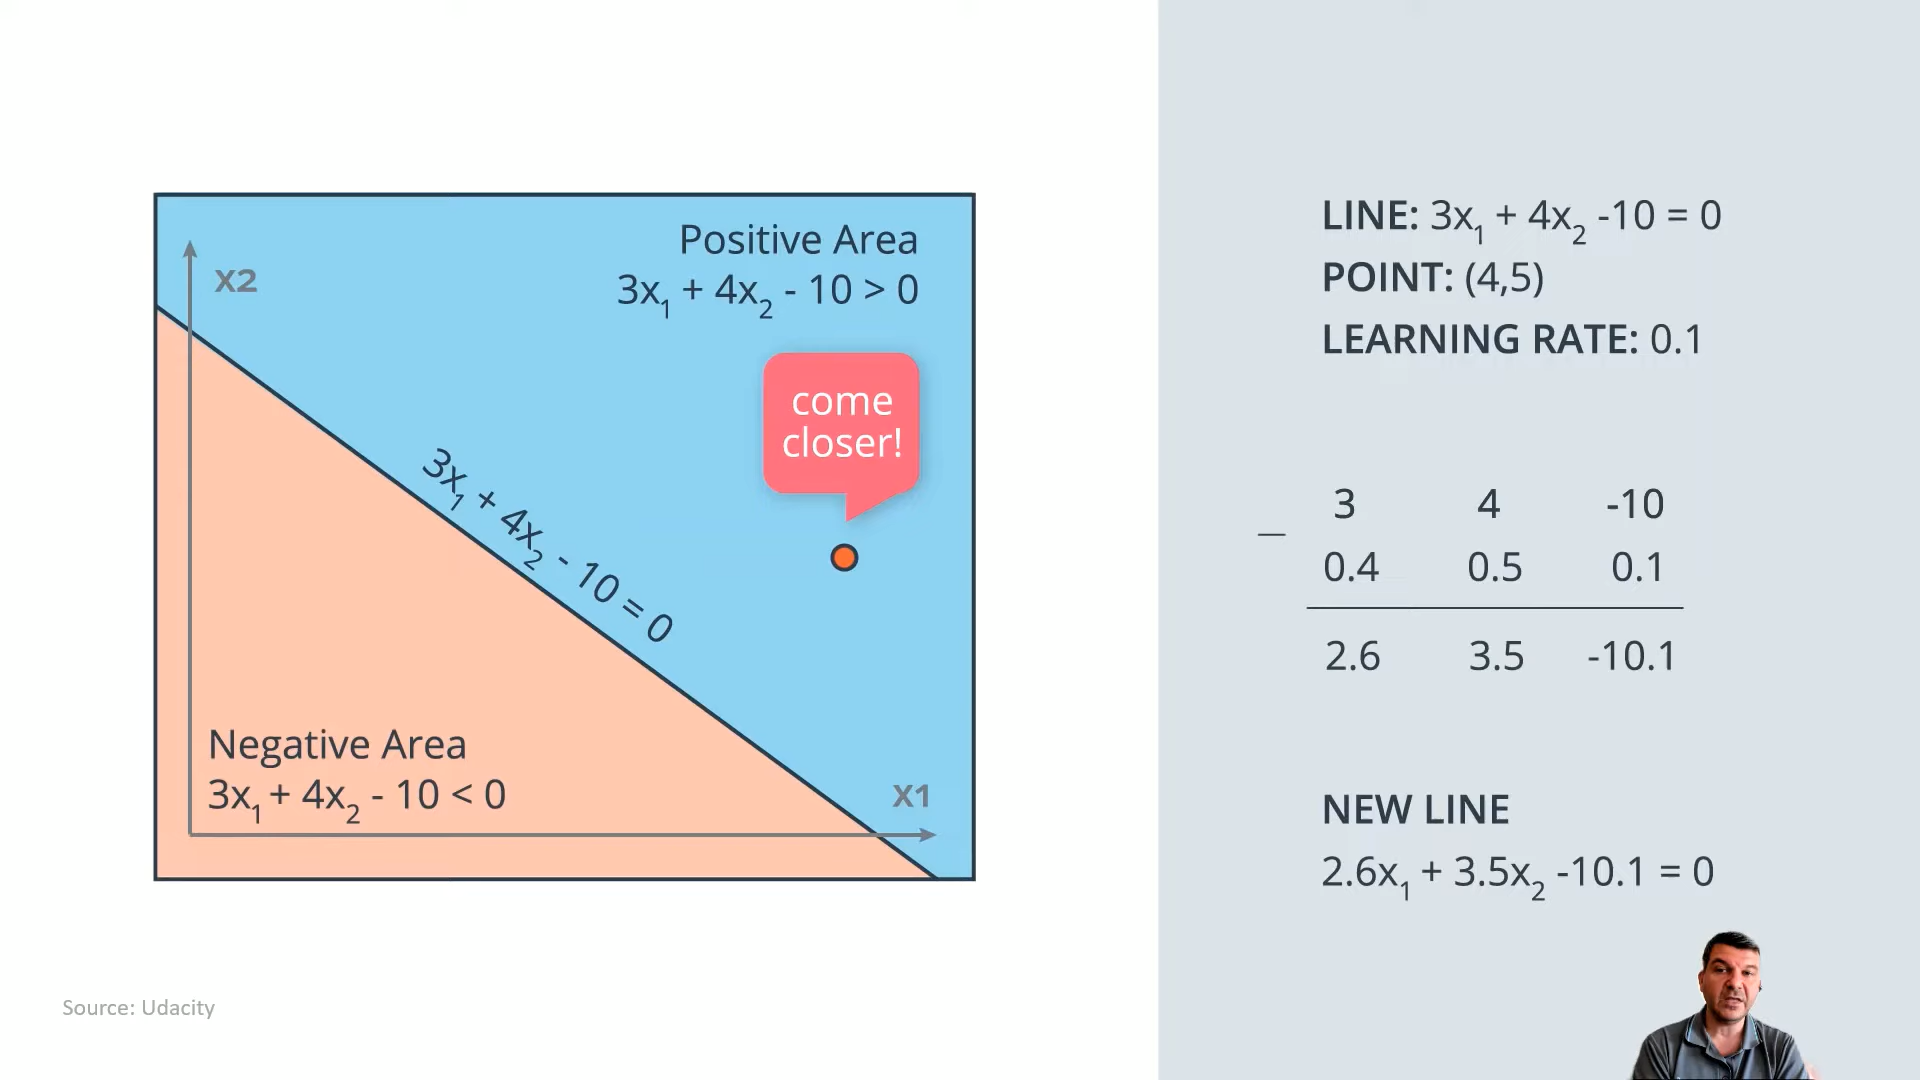 Positive Area
3x₁ + 4x₂ - 10 > 0
X2
come
closer!
3x₁ + 4x₂ - 10 = 0
Negative Area
3x₁ + 4x₂ - 10 < 0
X1
Source: Udacity
LINE: 3x₁ + 4x₂ -10 = 0
POINT: (4,5)
LEARNING RATE: 0.1
3 4 -10
—
0.4 0.5 0.1
2.6 3.5 -10.1
NEW LINE
2.6x₁ + 3.5x₂ -10.1 = 0